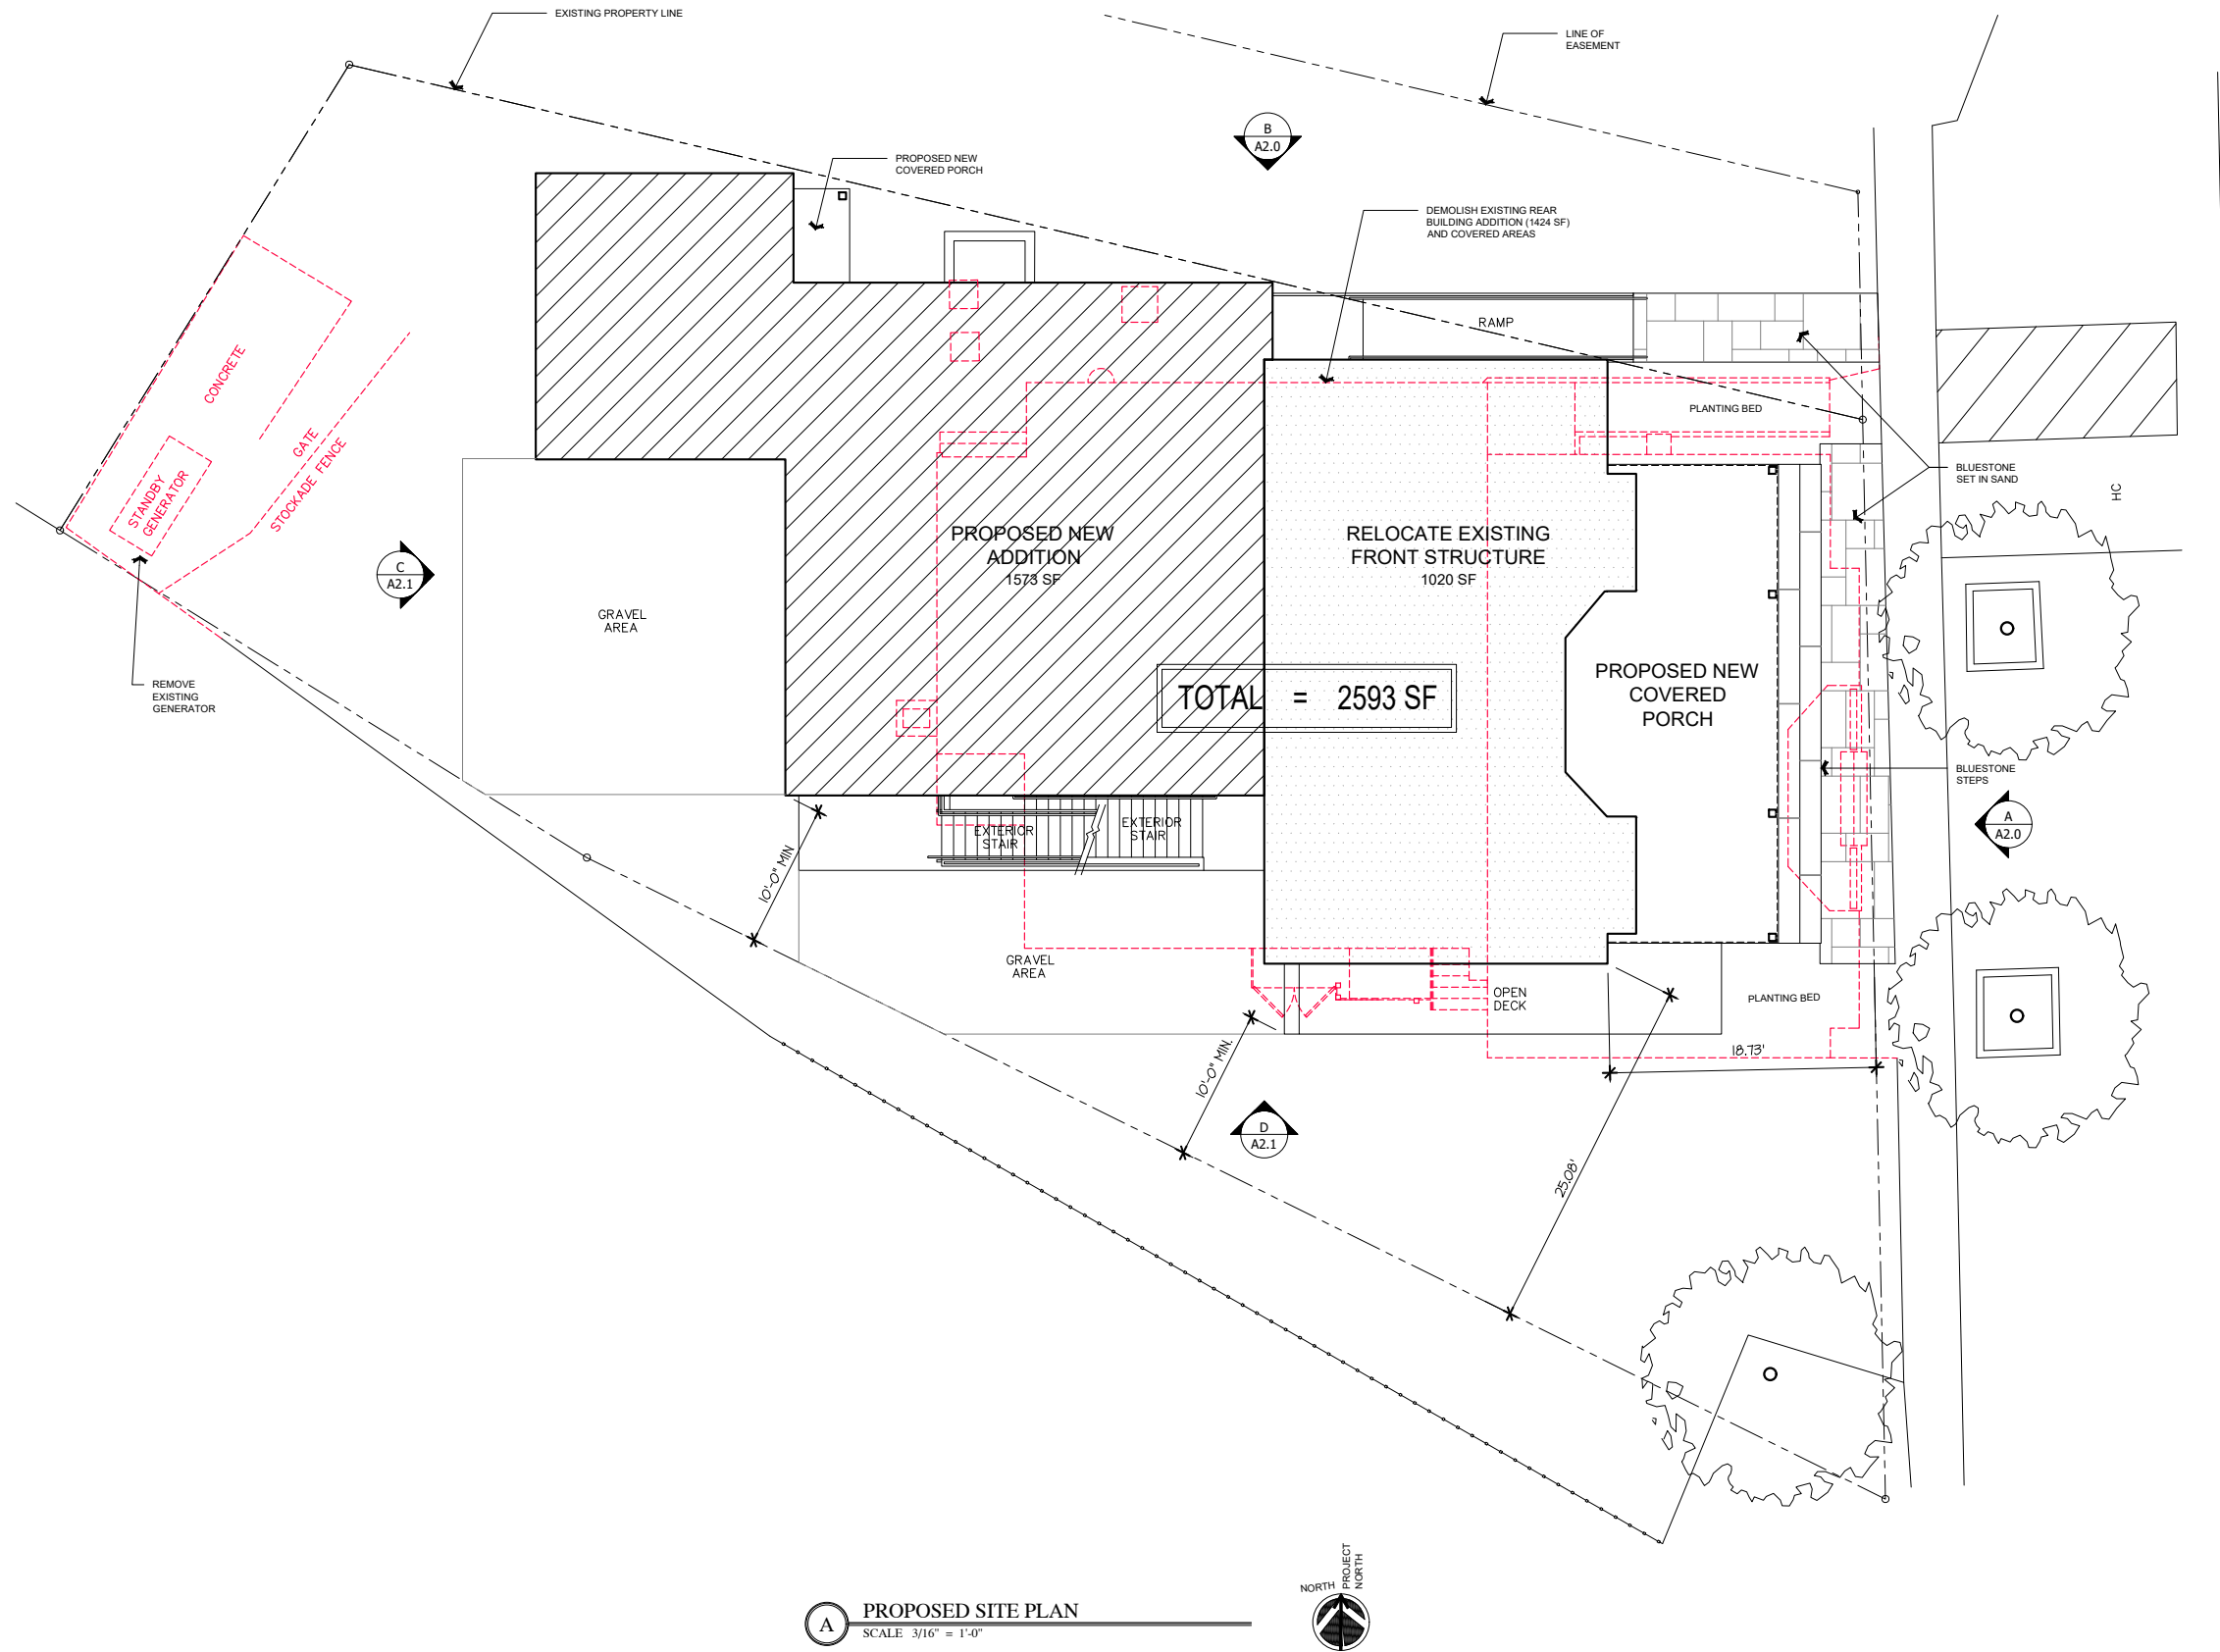 EXISTING PROPERTY LINE
LINE OF
EASEMENT
B
A2.0
PROPOSED NEW
COVERED PORCH
DEMOLISH EXISTING REAR
BUILDING ADDITION (1424 SF)
AND COVERED AREAS
RAMP
CONCRETE
PLANTING BED
GATE
STOCKADE FENCE
STANDBY
GENERATOR
BLUESTONE
SET IN SAND
HC
PROPOSED NEW
ADDITION
1573 SF
RELOCATE EXISTING
FRONT STRUCTURE
1020 SF
C
A2.1
GRAVEL
AREA
REMOVE
EXISTING
GENERATOR
TOTAL = 2593 SF
PROPOSED NEW
COVERED
PORCH
BLUESTONE
STEPS
A
A2.0
EXTERIOR
STAIR
EXTERIOR
STAIR
10'-0" MIN
GRAVEL
AREA
OPEN
DECK
PLANTING BED
18.73'
10'-0" MIN.
D
A2.1
25.08'
NORTH
PROJECT
NORTH
A
PROPOSED SITE PLAN
SCALE 3/16" = 1'-0"